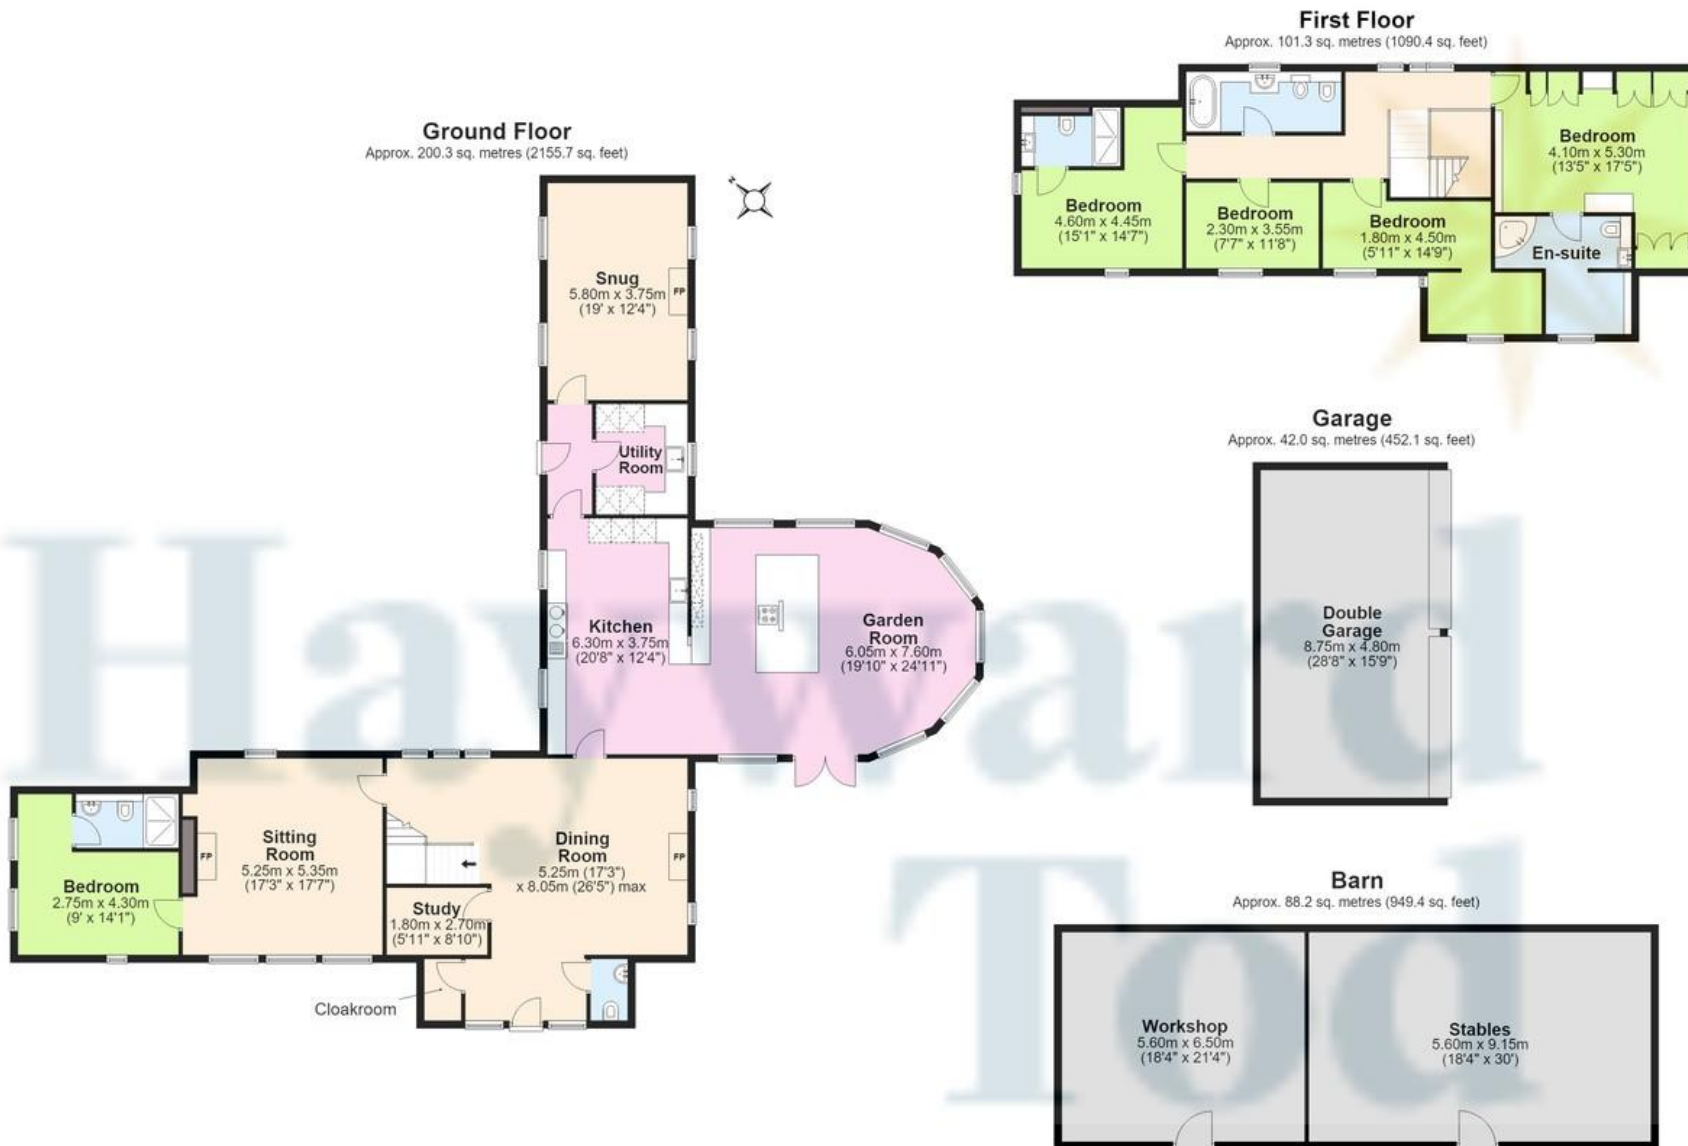 First Floor
Approx. 101.3 sq. metres (1090.4 sq. feet)
Bedroom
4.10m x 5.30m
(13'5" x 17'5")
Bedroom
4.60m x 4.45m
(15'1" x 14'7")
Bedroom
2.30m x 3.55m
(7'7" x 11'8")
Bedroom
1.80m x 4.50m
(5'11" x 14'9")
En-suite
Ground Floor
Approx. 200.3 sq. metres (2155.7 sq. feet)
N
Snug
5.80m x 3.75m
(19' x 12'4")
FP
Utility
Room
Kitchen
6.30m x 3.75m
(20'8" x 12'4")
Garden
Room
6.05m x 7.60m
(19'10" x 24'11")
Sitting
Room
5.25m x 5.35m
(17'3" x 17'7")
FP
Dining
Room
5.25m (17'3")
x 8.05m (26'5") max
FP
Bedroom
2.75m x 4.30m
(9' x 14'1")
Study
1.80m x 2.70m
(5'11" x 8'10")
Cloakroom
Garage
Approx. 42.0 sq. metres (452.1 sq. feet)
Double
Garage
8.75m x 4.80m
(28'8" x 15'9")
Barn
Approx. 88.2 sq. metres (949.4 sq. feet)
Workshop
5.60m x 6.50m
(18'4" x 21'4")
Stables
5.60m x 9.15m
(18'4" x 30')
Hayward
Tod